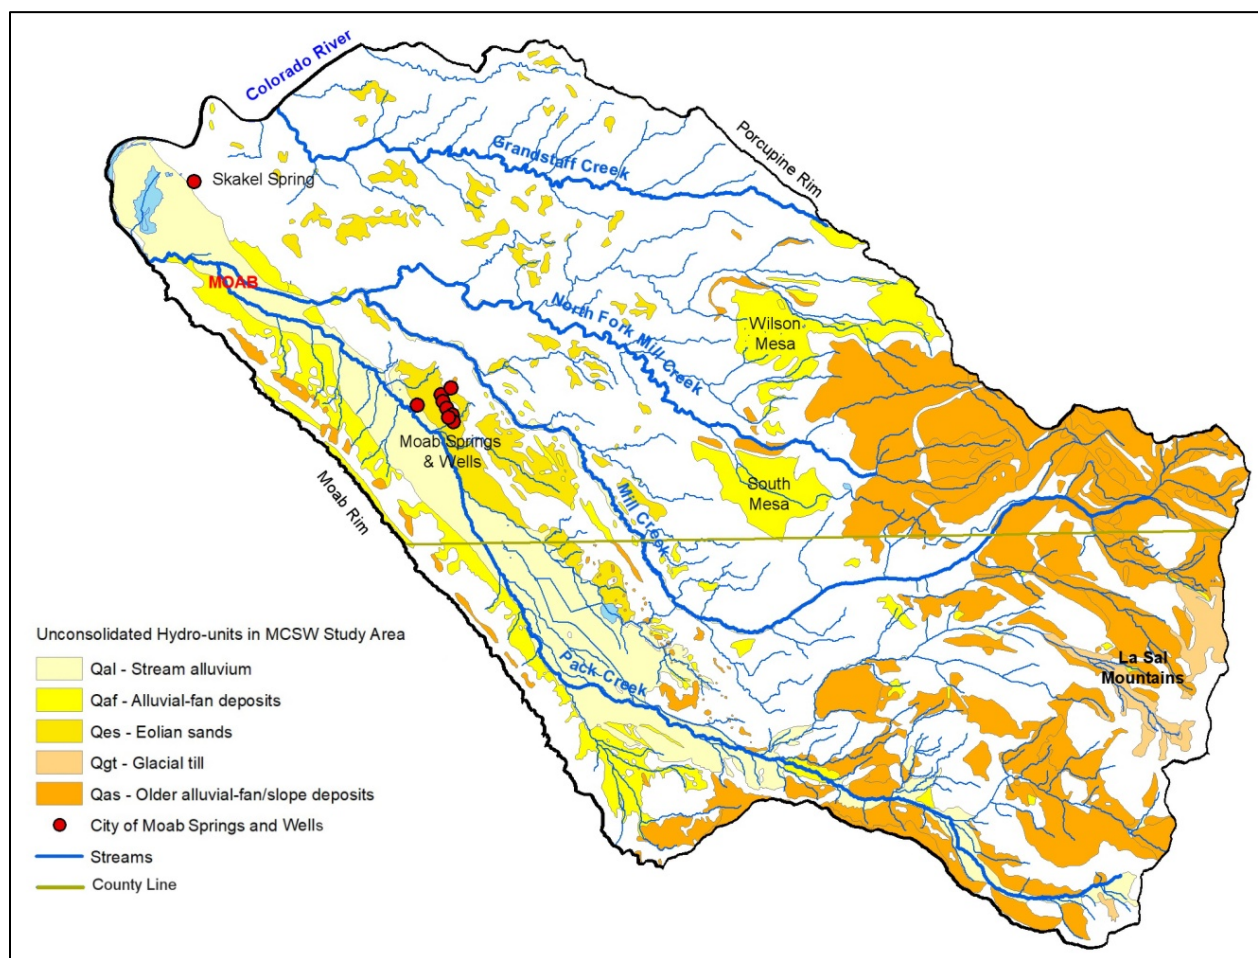 Colorado River
Porcupine Rim
Grandstaff Creek
Skakel Spring
MOAB
North Fork Mill Creek
Wilson
Mesa
Moab Springs
& Wells
South
Mesa
Moab Rim
Mill Creek
Pack Creek
La Sal
Mountains
Unconsolidated Hydro-units in MCSW Study Area
Qal - Stream alluvium
Qaf - Alluvial-fan deposits
Qes - Eolian sands
Qgt - Glacial till
Qas - Older alluvial-fan/slope deposits
City of Moab Springs and Wells
Streams
County Line